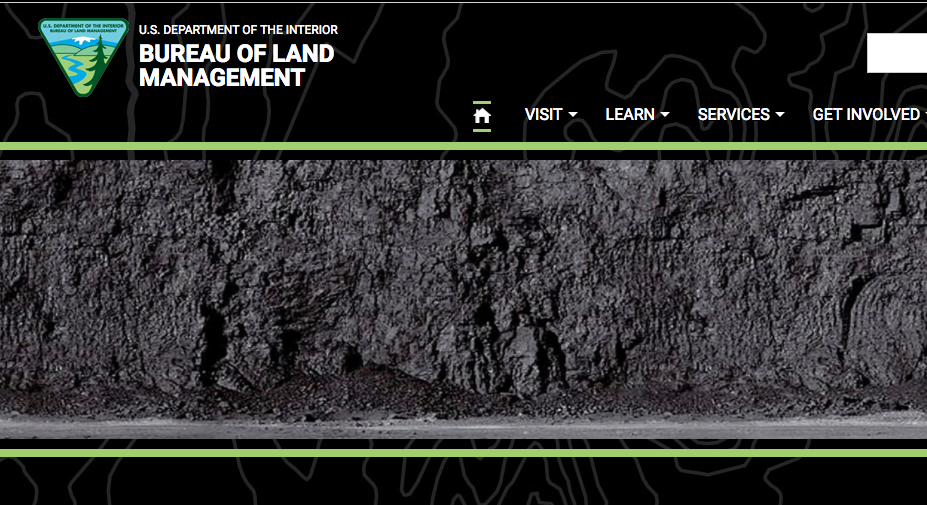 U.S. DEPARTMENT OF THE INTERIOR
BUREAU OF LAND MANAGEMENT
U.S. DEPARTMENT OF THE INTERIOR
BUREAU OF LAND
MANAGEMENT
VISIT LEARN SERVICES GET INVOLVED